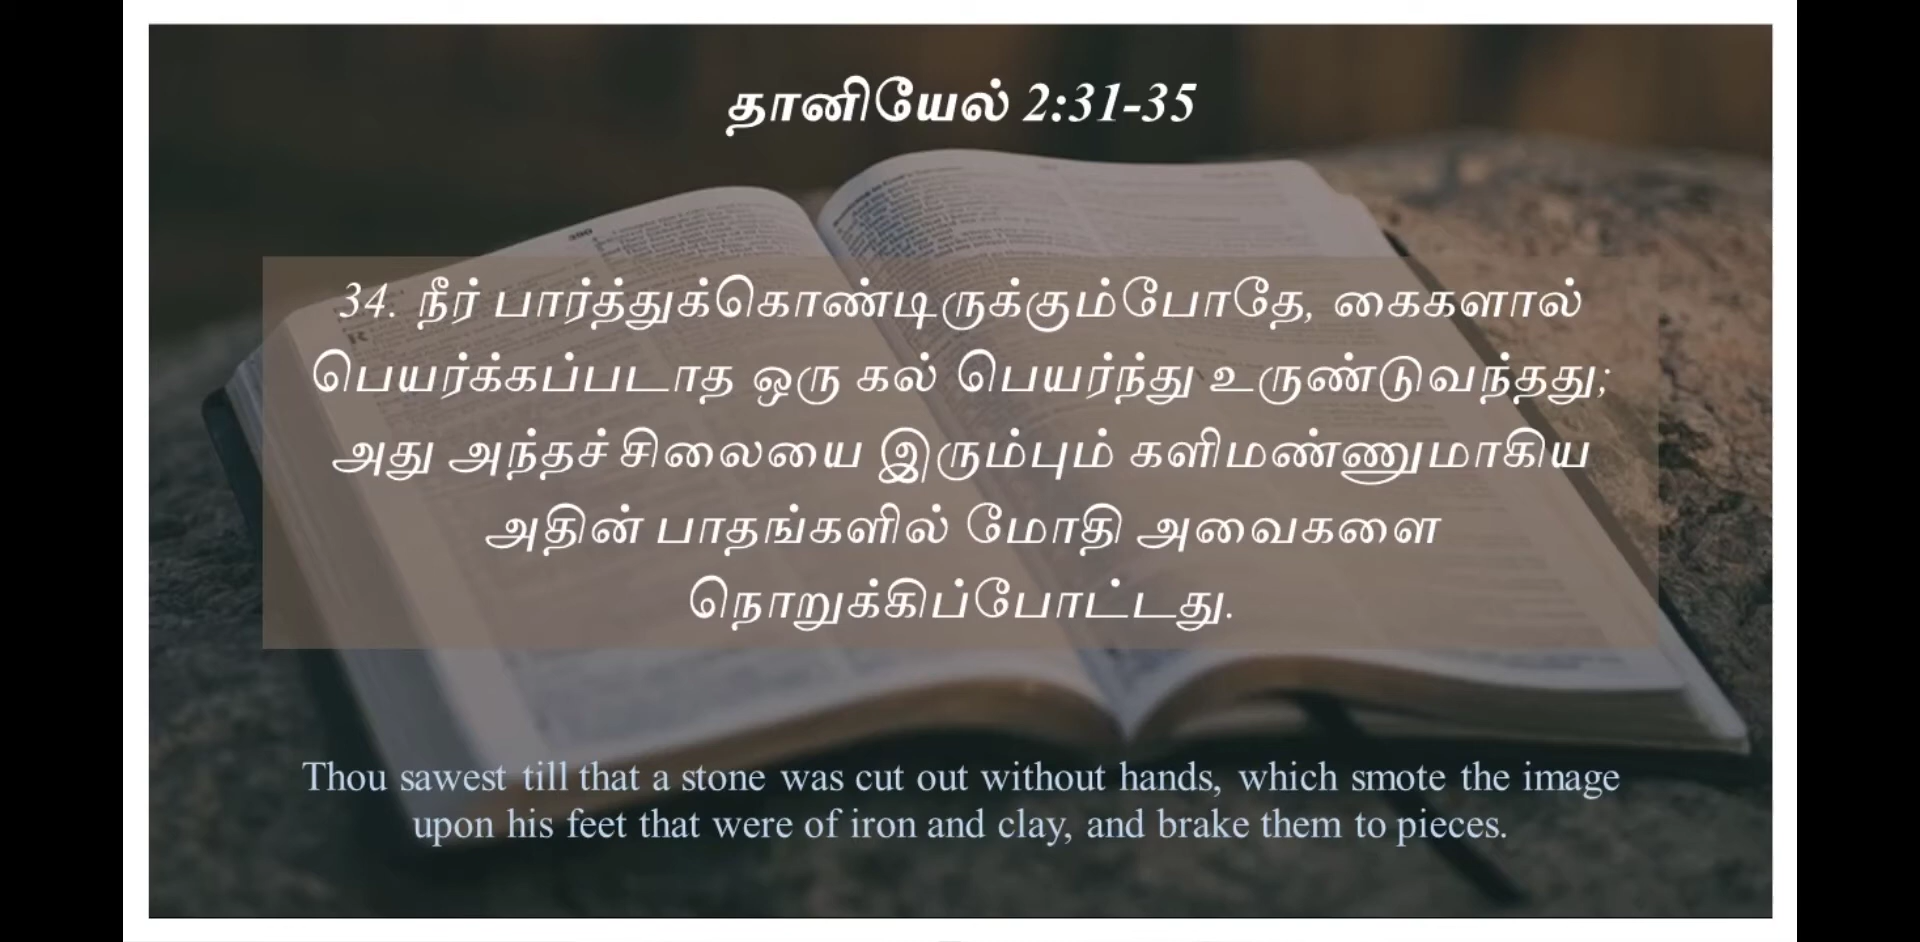 தானியேல் 2:31-35
34. நீர் பார்த்துக்கொண்டிருக்கும்போதே, கைகளால்
பெயர்க்கப்படாத ஒரு கல் பெயர்ந்து உருண்டுவந்தது;
அது அந்தச் சிலையை இரும்பும் களிமண்ணுமாகிய
அதின் பாதங்களில் மோதி அவைகளை
நொறுக்கிப்போட்டது.
Thou sawest till that a stone was cut out without hands, which smote the image
upon his feet that were of iron and clay, and brake them to pieces.